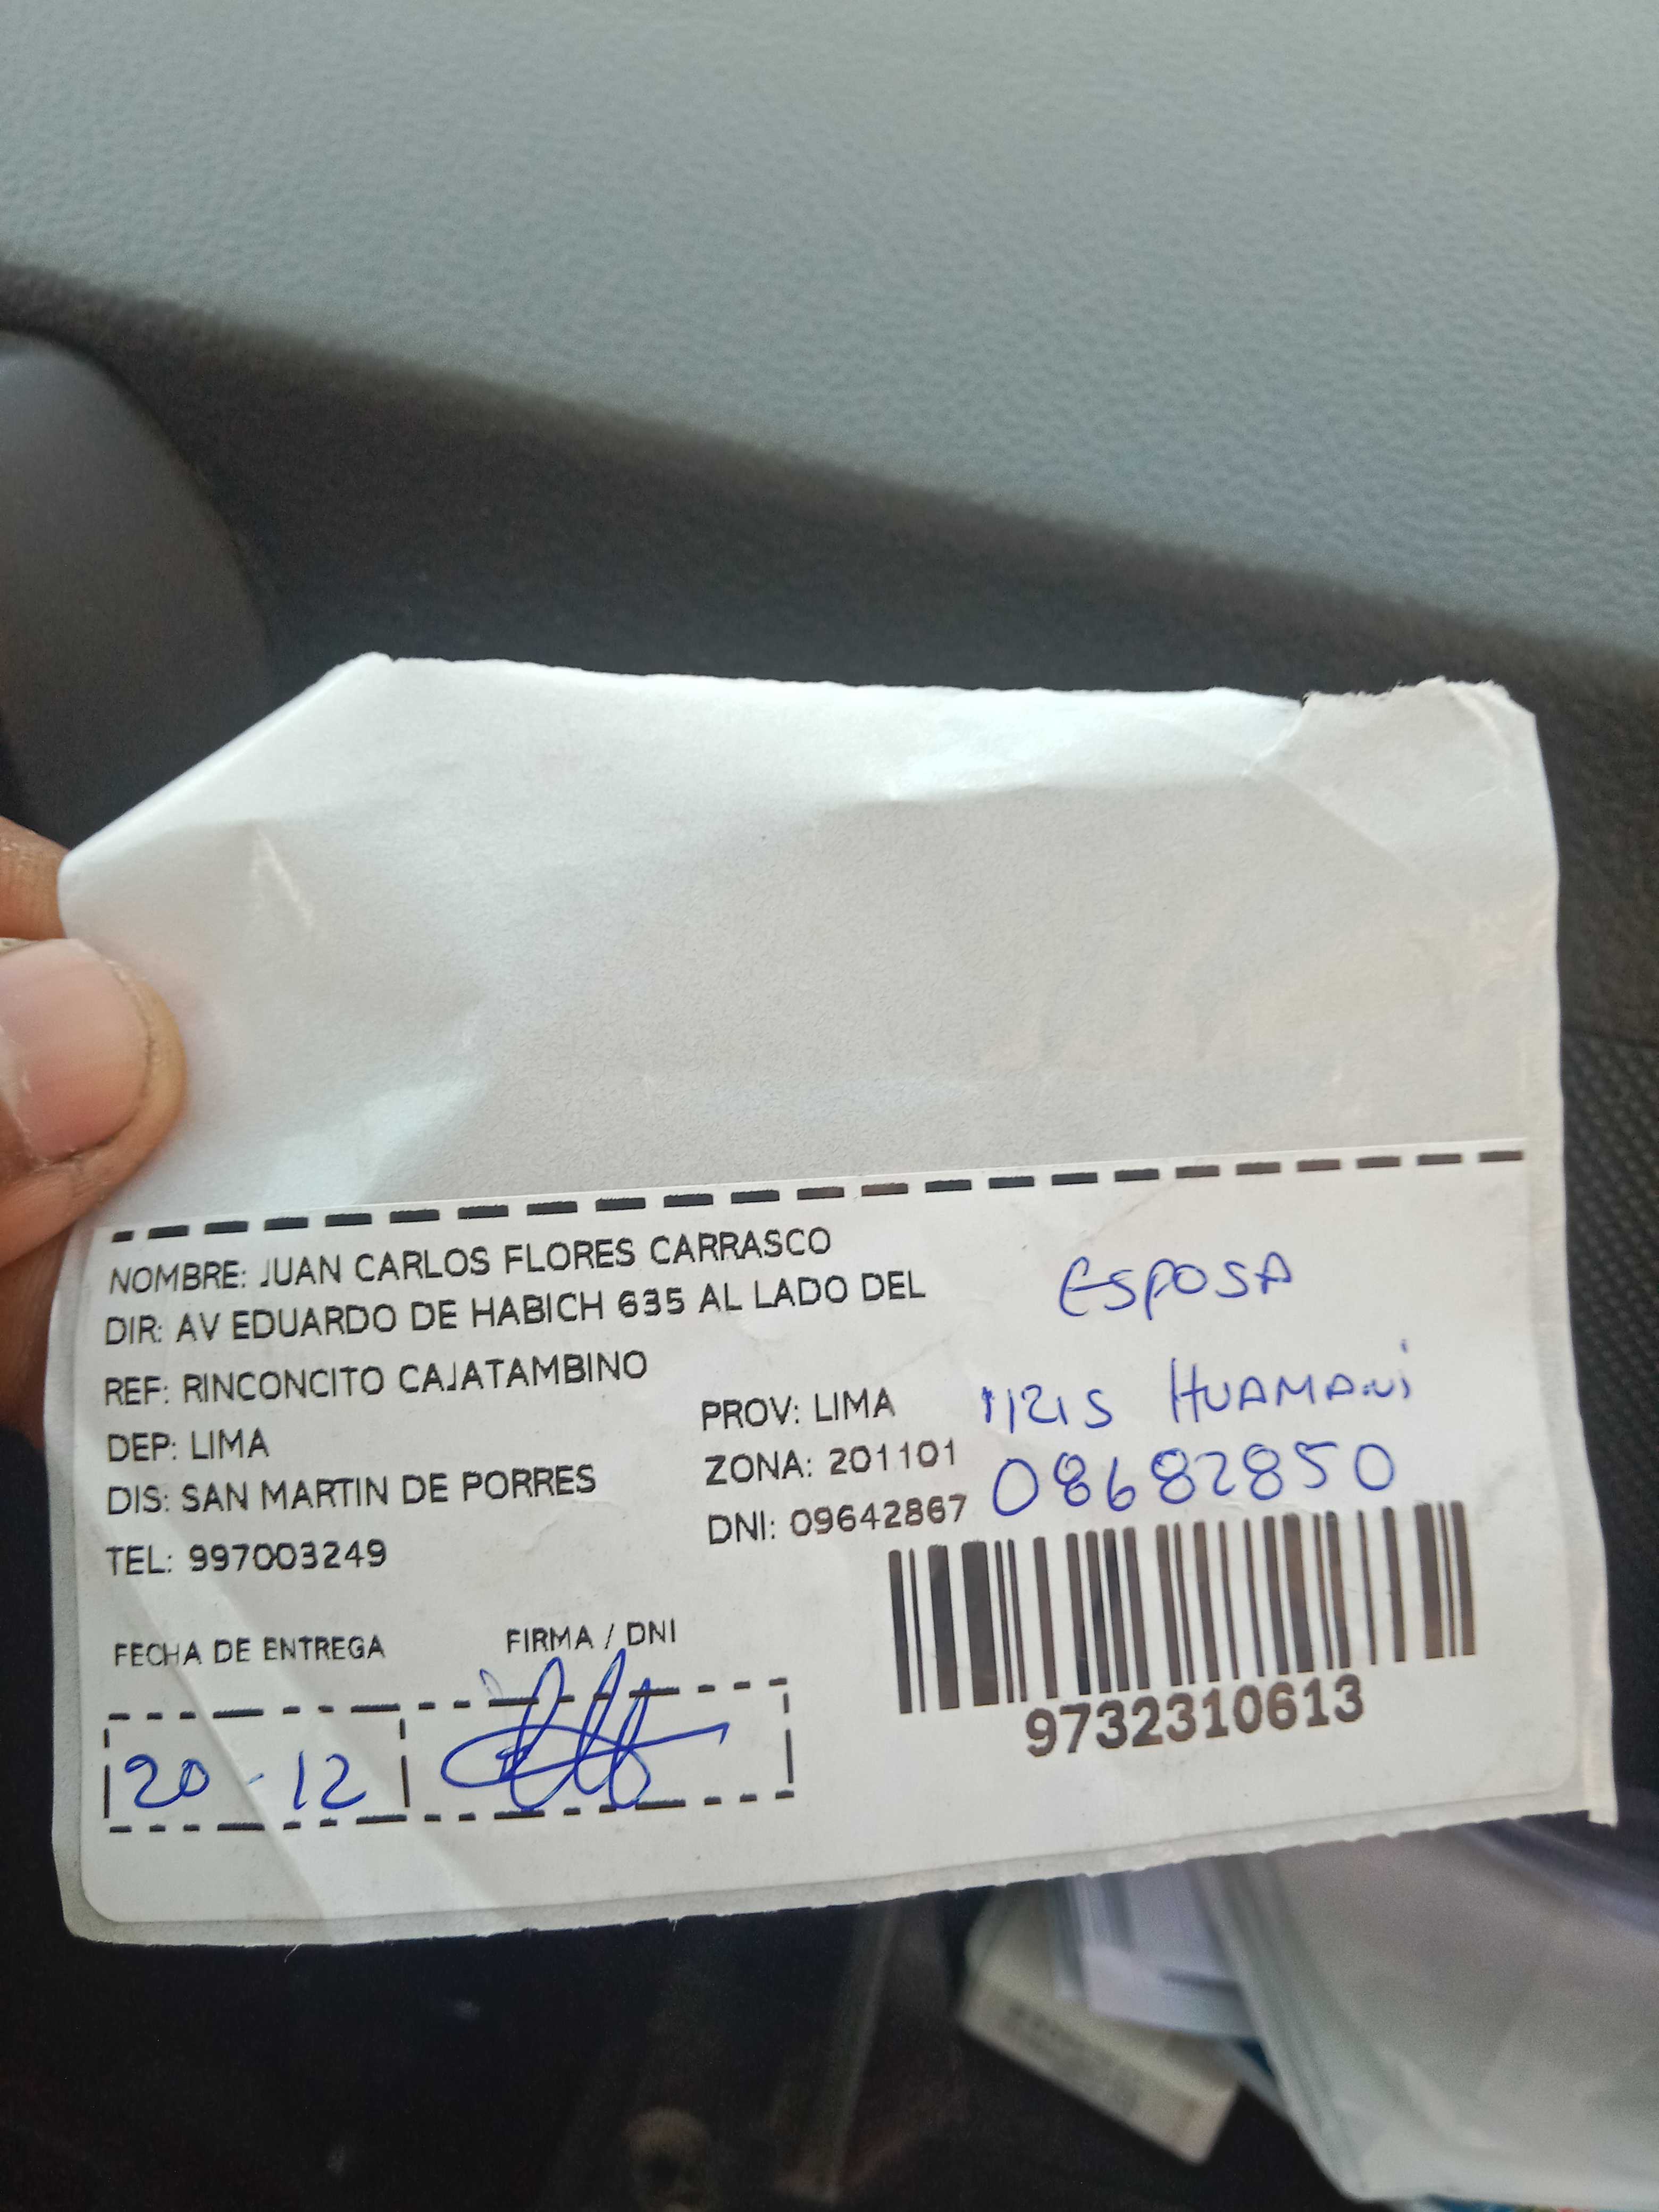 NOMBRE: JUAN CARLOS FLORES CARRASCO
DIR: AV EDUARDO DE HABICH 635 AL LADO DEL
REF: RINCONCITO CAJATAMBINO
DEP: LIMA
PROV: LIMA
DIS: SAN MARTIN DE PORRES
ZONA: 201101
TEL: 997003249
DNI: 09642867
ESPOSA
IRIS HUAMANI
08682850
FECHA DE ENTREGA
FIRMA / DNI
20-12
9732310613